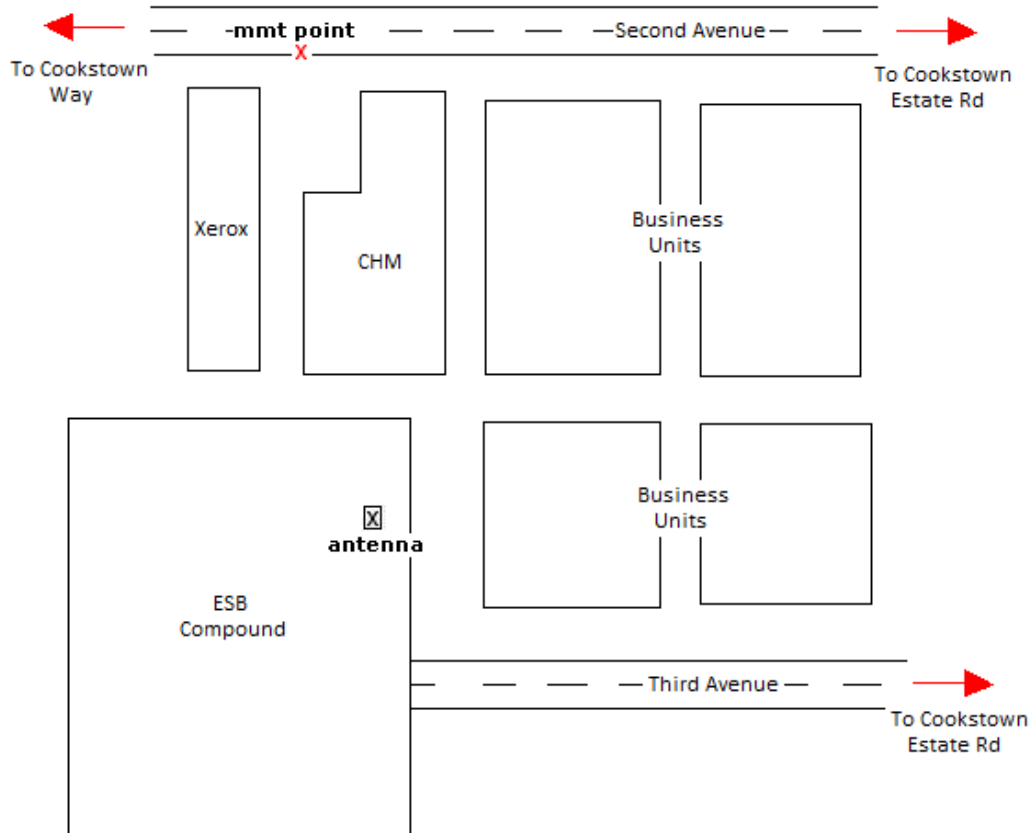 -mmt point
Second Avenue
X
To Cookstown
Way
To Cookstown
Estate Rd
Xerox
CHM
Business
Units
Business
Units
X
antenna
ESB
Compound
Third Avenue
To Cookstown
Estate Rd